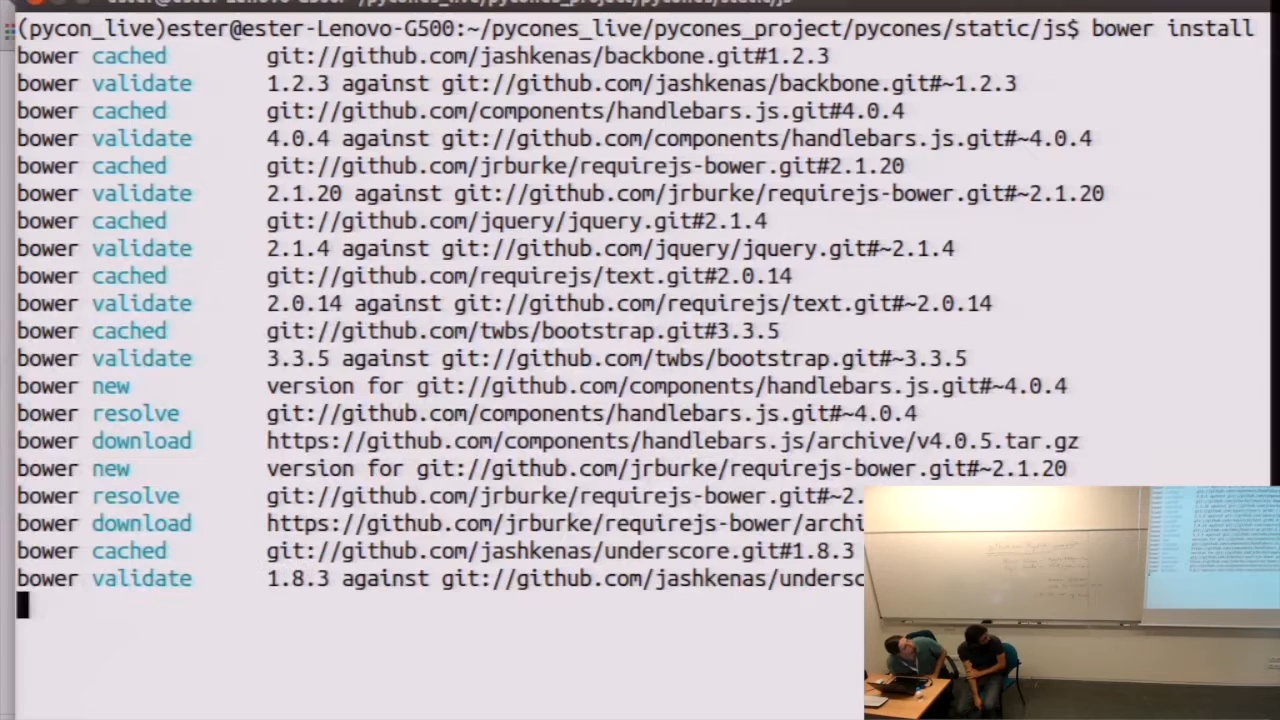 (pycon_live)ester@ester-Lenovo-G500:~/pycones_live/pycones_project/pycones/static/js$ bower install
bower cached git://github.com/jashkenas/backbone.git#1.2.3
bower validate 1.2.3 against git://github.com/jashkenas/backbone.git#~1.2.3
bower cached git://github.com/components/handlebars.js.git#4.0.4
bower validate 4.0.4 against git://github.com/components/handlebars.js.git#~4.0.4
bower cached git://github.com/jrburke/requirejs-bower.git#2.1.20
bower validate 2.1.20 against git://github.com/jrburke/requirejs-bower.git#~2.1.20
bower cached git://github.com/jquery/jquery.git#2.1.4
bower validate 2.1.4 against git://github.com/jquery/jquery.git#~2.1.4
bower cached git://github.com/requirejs/text.git#2.0.14
bower validate 2.0.14 against git://github.com/requirejs/text.git#~2.0.14
bower cached git://github.com/twbs/bootstrap.git#3.3.5
bower validate 3.3.5 against git://github.com/twbs/bootstrap.git#~3.3.5
bower new version for git://github.com/components/handlebars.js.git#~4.0.4
bower resolve git://github.com/components/handlebars.js.git#~4.0.4
bower download https://github.com/components/handlebars.js/archive/v4.0.5.tar.gz
bower new version for git://github.com/jrburke/requirejs-bower.git#~2.1.20
bower resolve git://github.com/jrburke/requirejs-bower.git#~2.
bower download https://github.com/jrburke/requirejs-bower/archi
bower cached git://github.com/jashkenas/underscore.git#1.8.3
bower validate 1.8.3 against git://github.com/jashkenas/undersc